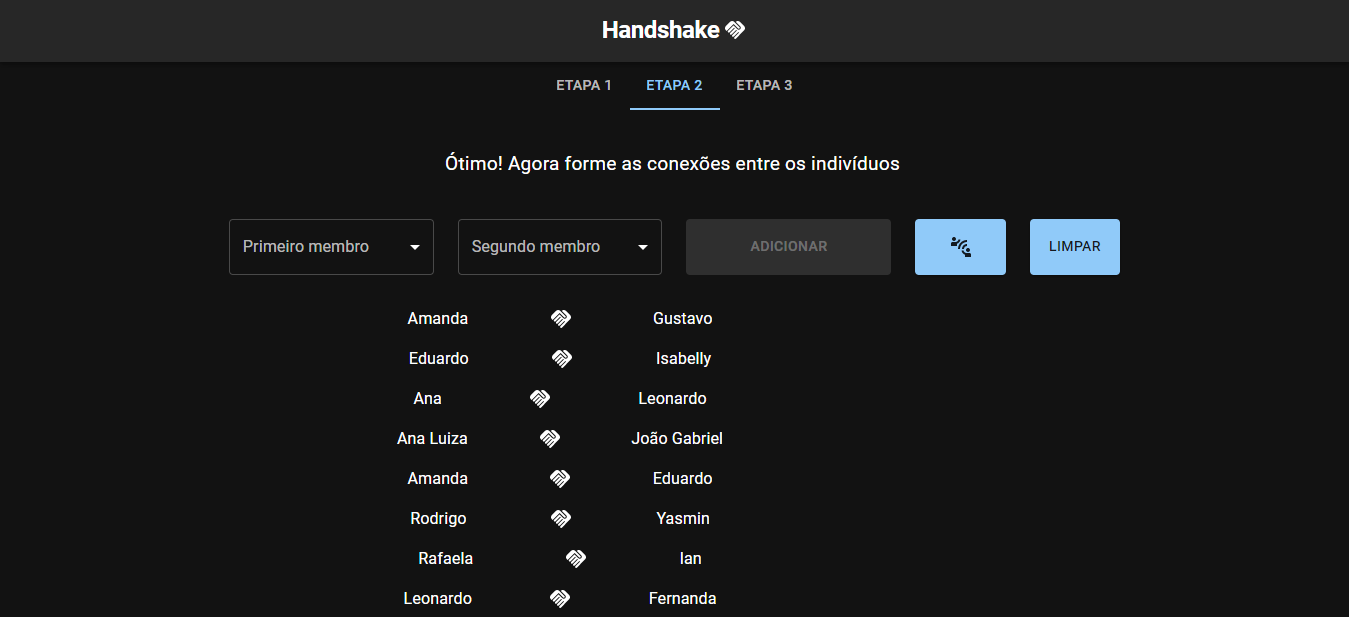 Handshake
ETAPA 1 ETAPA 2 ETAPA 3
Ótimo! Agora forme as conexões entre os indivíduos
Primeiro membro Segundo membro ADICIONAR LIMPAR
Amanda Gustavo
Eduardo Isabelly
Ana Leonardo
Ana Luiza João Gabriel
Amanda Eduardo
Rodrigo Yasmin
Rafaela Ian
Leonardo Fernanda